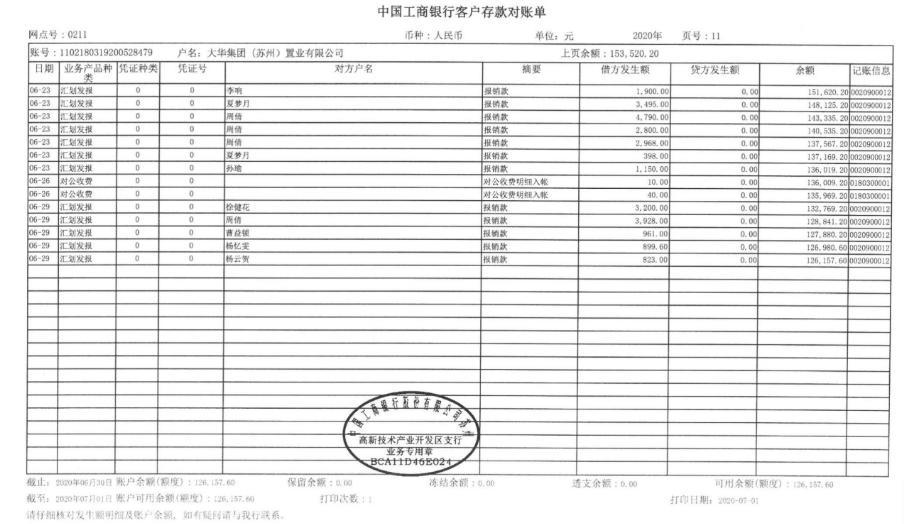 中国工商银行客户存款对账单
网点号：0211 币种：人民币 单位：元 2020年 页号：11
账号：1102180319200528479 户名：大华集团（苏州）置业有限公司 上页余额：153,520.20
日期 业务产品种类 凭证种类 凭证号 对方户名 摘要 借方发生额 贷方发生额 余额 记账信息
06-23 汇划发报 0 0 李响 报销款 1,900.00 0.00 151,620.20 0020900012
06-23 汇划发报 0 0 夏梦月 报销款 3,495.00 0.00 148,125.20 0020900012
06-23 汇划发报 0 0 周倩 报销款 4,790.00 0.00 143,335.20 0020900012
06-23 汇划发报 0 0 周倩 报销款 2,800.00 0.00 140,535.20 0020900012
06-23 汇划发报 0 0 周倩 报销款 2,968.00 0.00 137,567.20 0020900012
06-23 汇划发报 0 0 夏梦月 报销款 398.00 0.00 137,169.20 0020900012
06-23 汇划发报 0 0 孙瑜 报销款 1,150.00 0.00 136,019.20 0020900012
06-26 对公收费 0 0 对公收费明细入帐 10.00 0.00 136,009.20 0180300001
06-26 对公收费 0 0 对公收费明细入帐 40.00 0.00 135,969.20 0180300001
06-29 汇划发报 0 0 徐健花 报销款 3,200.00 0.00 132,769.20 0020900012
06-29 汇划发报 0 0 周倩 报销款 3,928.00 0.00 128,841.20 0020900012
06-29 汇划发报 0 0 曹益顿 报销款 961.00 0.00 127,880.20 0020900012
06-29 汇划发报 0 0 杨忆雯 报销款 899.60 0.00 126,980.60 0020900012
06-29 汇划发报 0 0 杨云贺 报销款 823.00 0.00 126,157.60 0020900012
中国工商银行股份有限公司苏州
高新技术产业开发区支行
业务专用章
BCA11D46E024
截止：2020年06月30日 账户余额(额度)：126,157.60 保留余额：0.00 冻结余额：0.00 透支余额：0.00 可用余额(额度)：126,157.60
截至：2020年07月01日 账户可用余额(额度)：126,157.60 打印次数：1 打印日期：2020-07-01
请仔细核对发生额明细及账户余额，如有疑问请与我行联系。